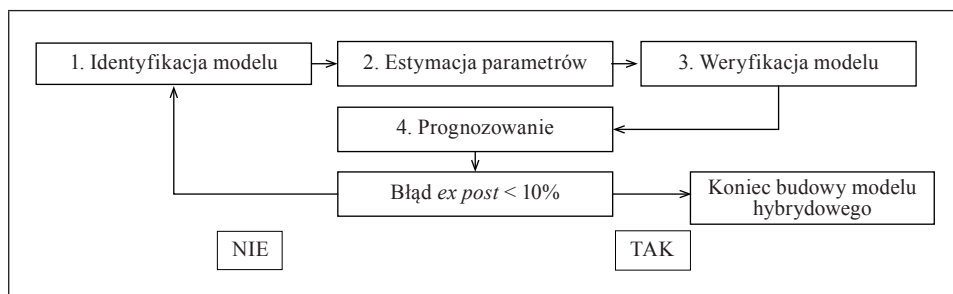 1. Identyfikacja modelu
2. Estymacja parametrów
3. Weryfikacja modelu
4. Prognozowanie
Błąd ex post < 10%
Koniec budowy modelu
hybrydowego
NIE
TAK